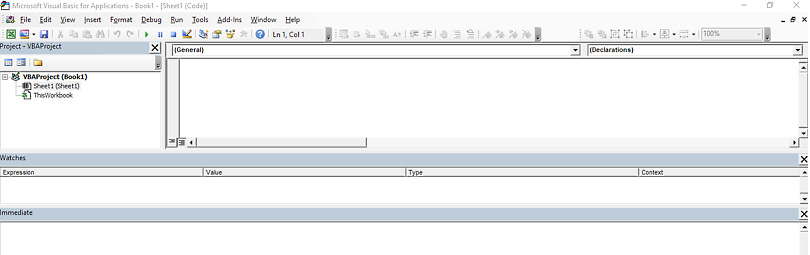 Microsoft Visual Basic for Applications - Book1 - [Sheet1 (Code)]
File Edit View Insert Format Debug Run Tools Add-Ins Window Help
Ln 1, Col 1
100%
Project - VBAProject
(General)
(Declarations)
VBAProject (Book1)
Sheet1 (Sheet1)
ThisWorkbook
Watches
Expression Value Type Context
Immediate